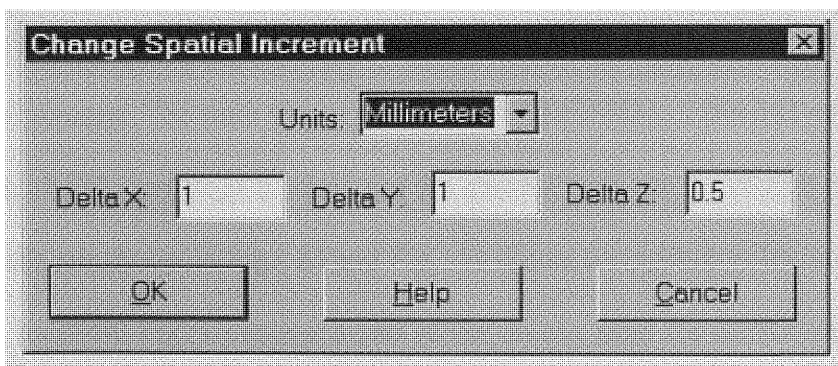 Change Spatial Increment
Units: Millimeters
Delta X: 1 Delta Y: 1 Delta Z: 0.5
OK Help Cancel